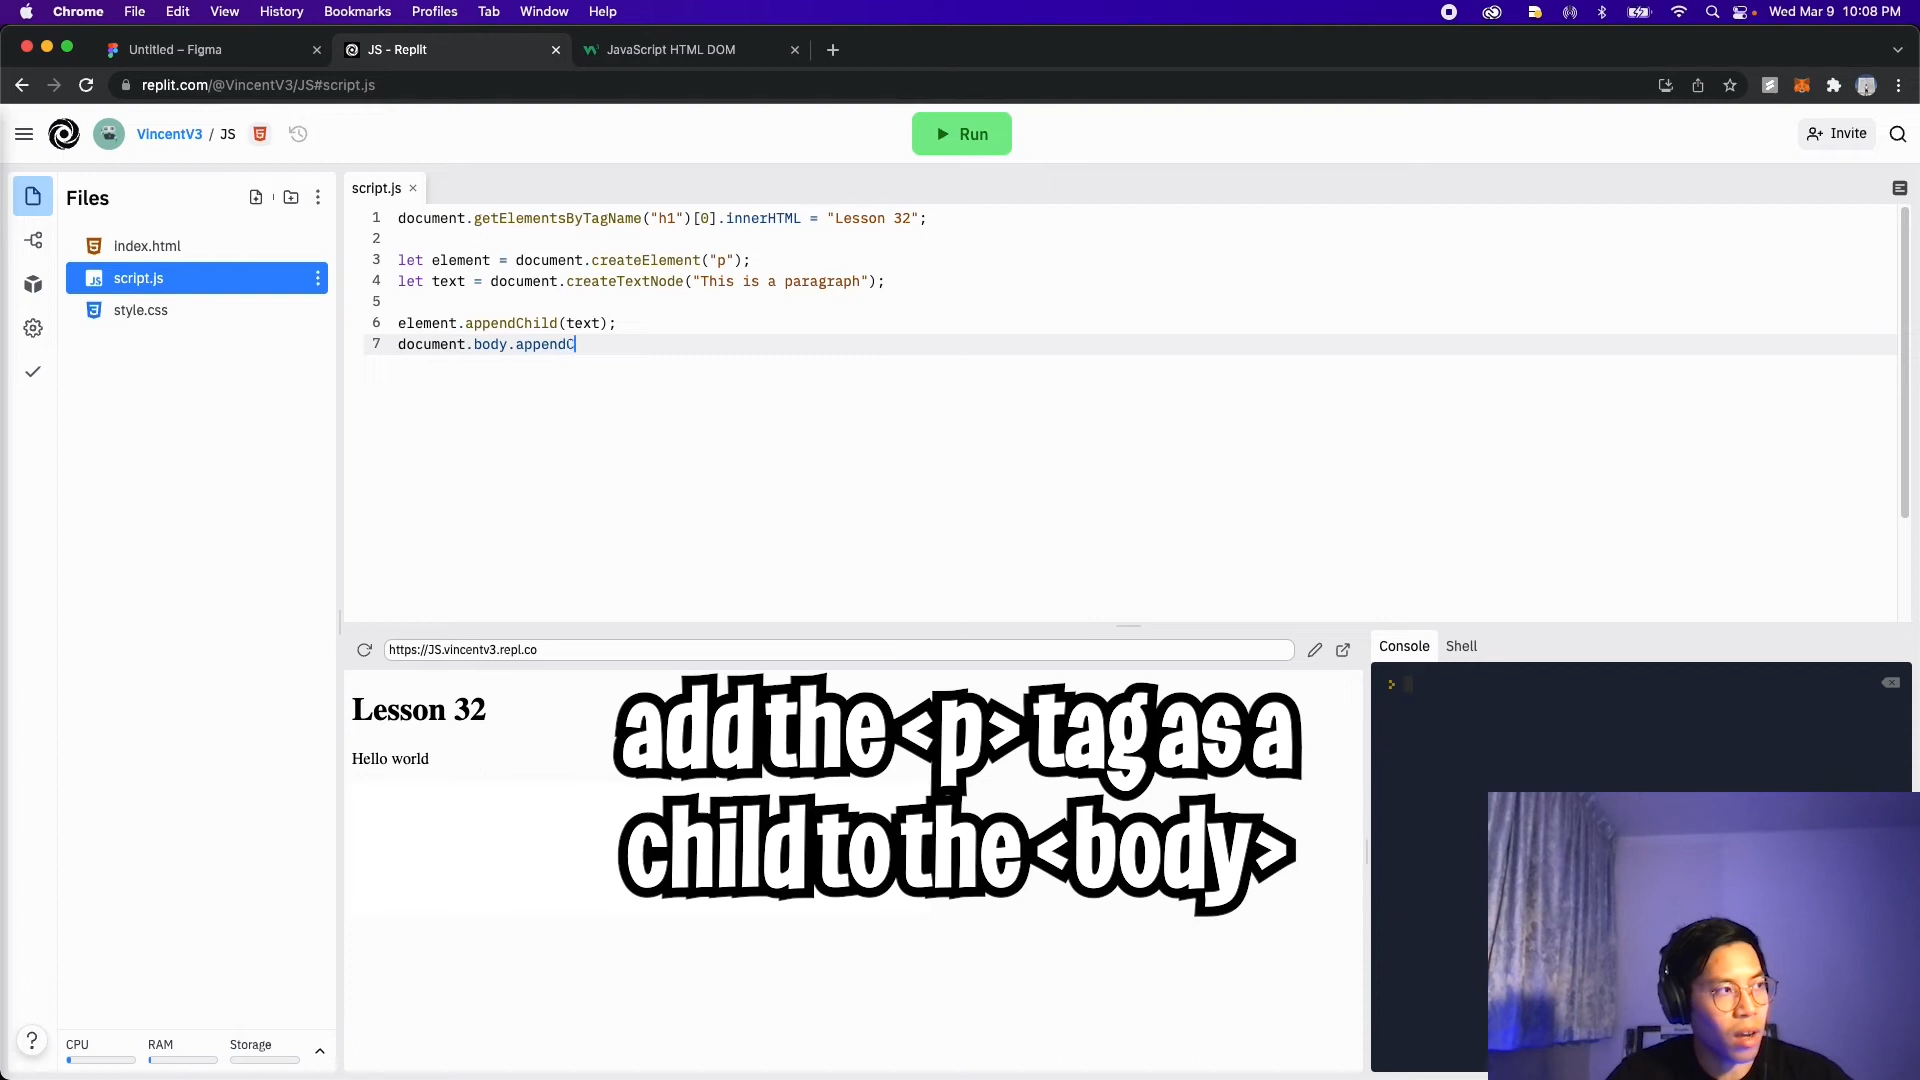 Chrome File Edit View History Bookmarks Profiles Tab Window Help Wed Mar 9 10:08 PM
Untitled – Figma JS - Replit JavaScript HTML DOM
replit.com/@VincentV3/JS#script.js
VincentV3 / JS Run Invite
Files script.js
index.html
script.js
style.css
1 document.getElementsByTagName("h1")[0].innerHTML = "Lesson 32";
2
3 let element = document.createElement("p");
4 let text = document.createTextNode("This is a paragraph");
5
6 element.appendChild(text);
7 document.body.appendC
https://JS.vincentv3.repl.co Console Shell
Lesson 32
Hello world
add the <p> tag as a
child to the <body>
CPU RAM Storage